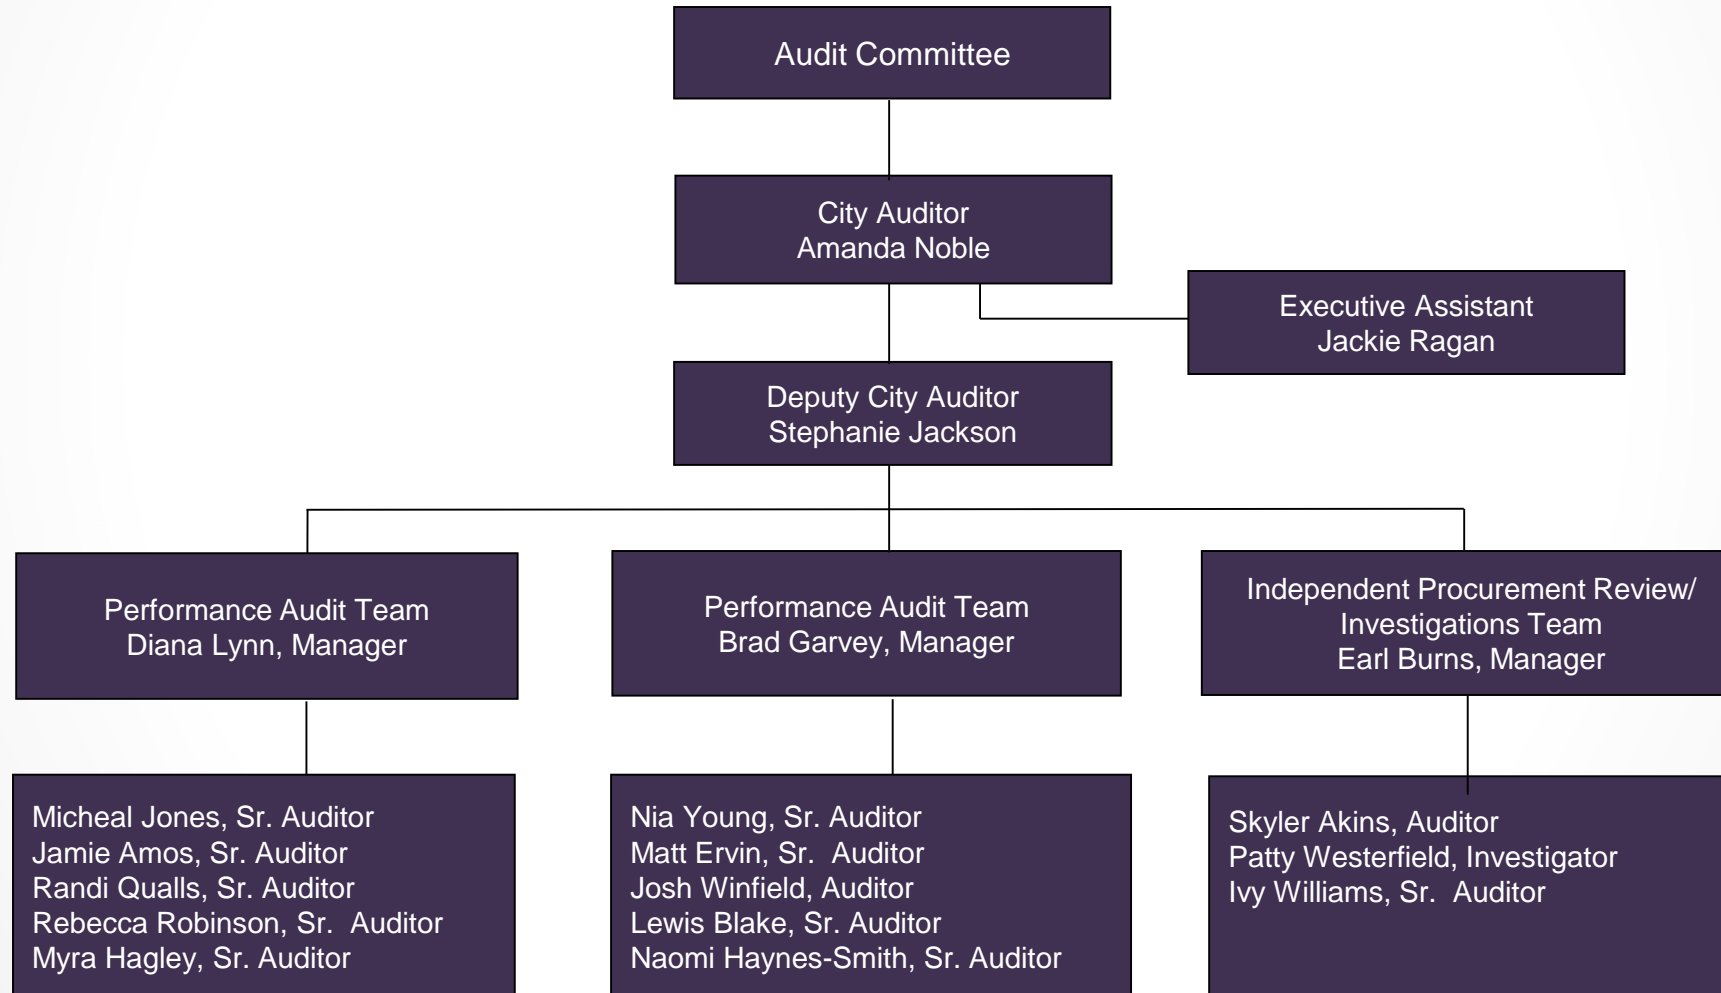 Audit Committee
City Auditor
Amanda Noble
Executive Assistant
Jackie Ragan
Deputy City Auditor
Stephanie Jackson
Performance Audit Team
Diana Lynn, Manager
Performance Audit Team
Brad Garvey, Manager
Independent Procurement Review/
Investigations Team
Earl Burns, Manager
Micheal Jones, Sr. Auditor
Jamie Amos, Sr. Auditor
Randi Qualls, Sr. Auditor
Rebecca Robinson, Sr.  Auditor
Myra Hagley, Sr. Auditor
Nia Young, Sr. Auditor
Matt Ervin, Sr.  Auditor
Josh Winfield, Auditor
Lewis Blake, Sr. Auditor
Naomi Haynes-Smith, Sr. Auditor
Skyler Akins, Auditor
Patty Westerfield, Investigator
Ivy Williams, Sr.  Auditor